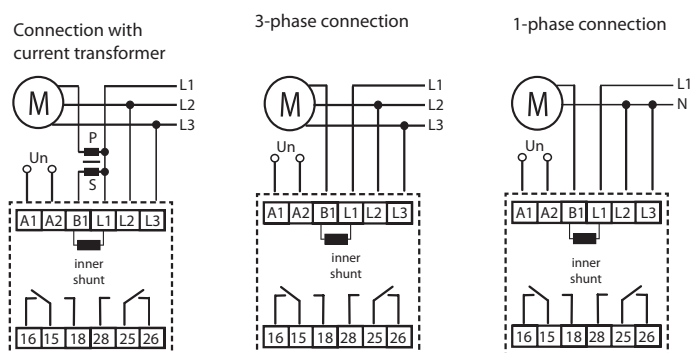 Connection with
current transformer
M
L1
L2
L3
P
S
Un
A1 A2 B1 L1 L2 L3
inner
shunt
16 15 18 28 25 26
3-phase connection
M
L1
L2
L3
Un
A1 A2 B1 L1 L2 L3
inner
shunt
16 15 18 28 25 26
1-phase connection
M
L1
N
Un
A1 A2 B1 L1 L2 L3
inner
shunt
16 15 18 28 25 26